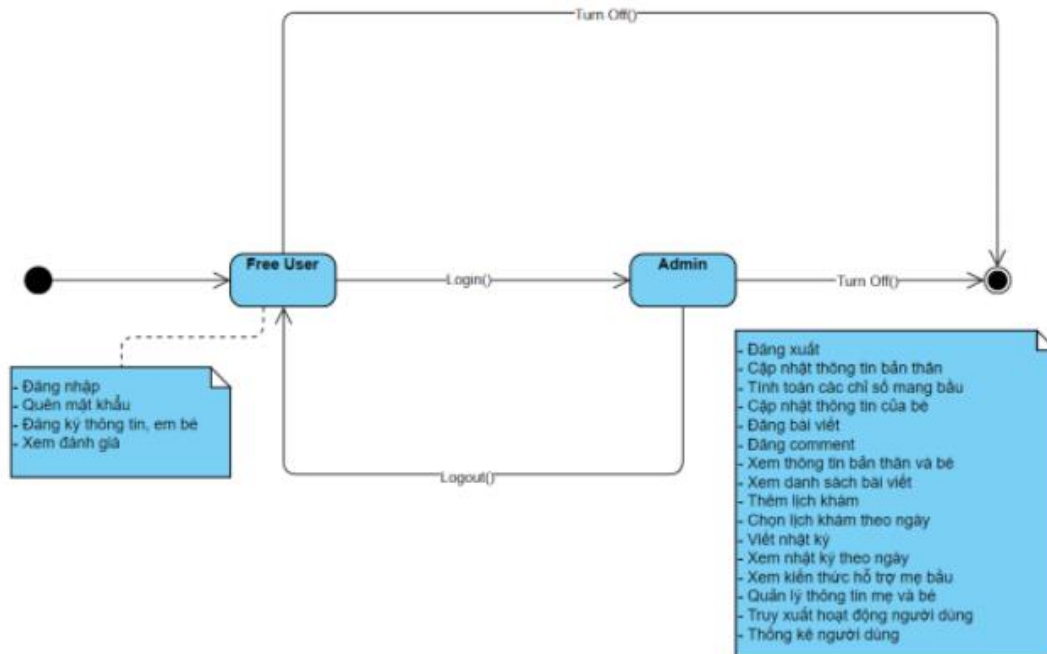 Turn Off()
Free User
Login()
Admin
Turn Off()
- Đăng nhập
- Quên mật khẩu
- Đăng ký thông tin, em bé
- Xem đánh giá
Logout()
- Đăng xuất
- Cập nhật thông tin bản thân
- Tính toán các chỉ số mang bầu
- Cập nhật thông tin của bé
- Đăng bài viết
- Đăng comment
- Xem thông tin bản thân và bé
- Xem danh sách bài viết
- Thêm lịch khám
- Chọn lịch khám theo ngày
- Viết nhật ký
- Xem nhật ký theo ngày
- Xem kiến thức hỗ trợ mẹ bầu
- Quản lý thông tin mẹ và bé
- Truy xuất hoạt động người dùng
- Thống kê người dùng